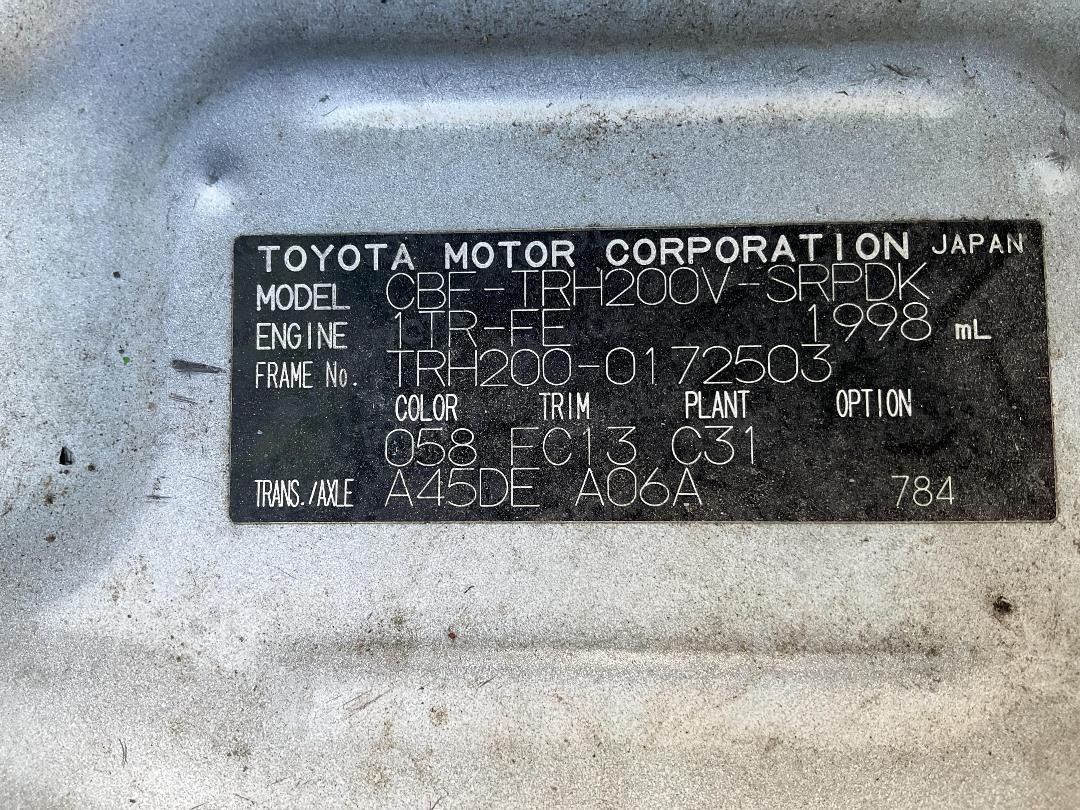 TOYOTA MOTOR CORPORATION JAPAN
MODEL CBF-TRH200V-SRPDK
ENGINE 1TR-FE 1998 mL
FRAME No. TRH200-0172503
COLOR TRIM PLANT OPTION
058 FC13 C31
TRANS./AXLE A45DE A06A 784